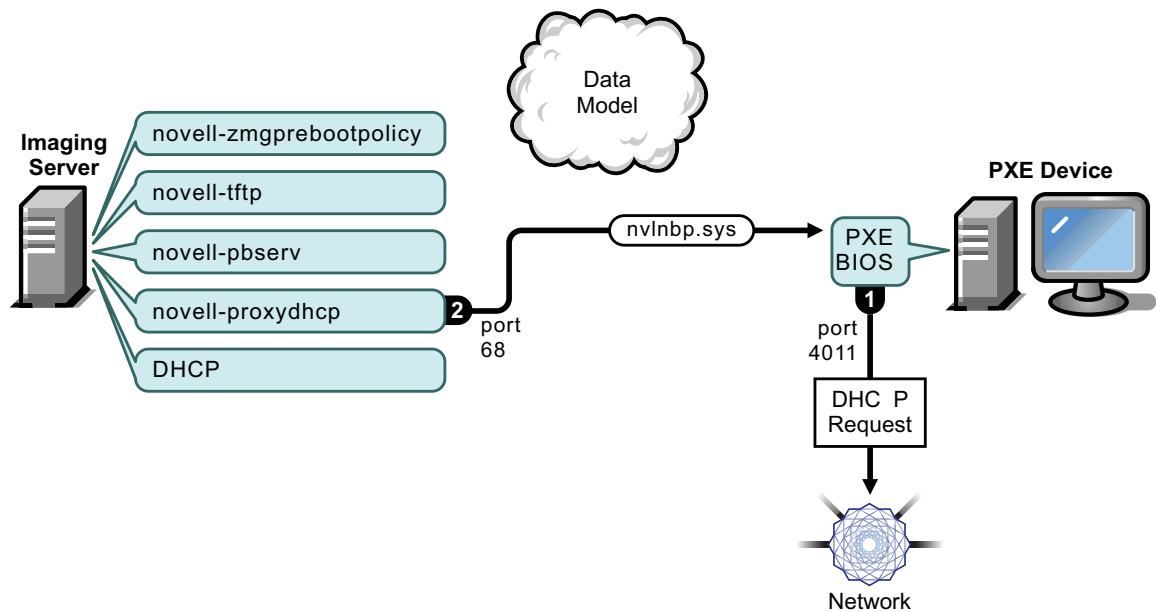 Data
Model
Imaging
Server
novell-zmgprebootpolicy
novell-tftp
novell-pbserv
novell-proxydhcp
DHCP
2
port
68
nvlnbp.sys
PXE
BIOS
PXE Device
1
port
4011
DHC P
Request
Network